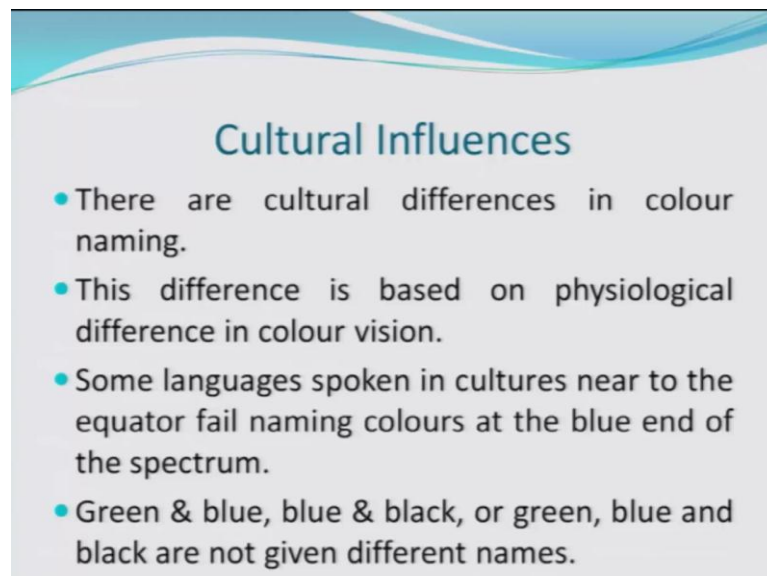 Cultural Influences
• There are cultural differences in colour
naming.
• This difference is based on physiological
difference in colour vision.
• Some languages spoken in cultures near to the
equator fail naming colours at the blue end of
the spectrum.
• Green & blue, blue & black, or green, blue and
black are not given different names.